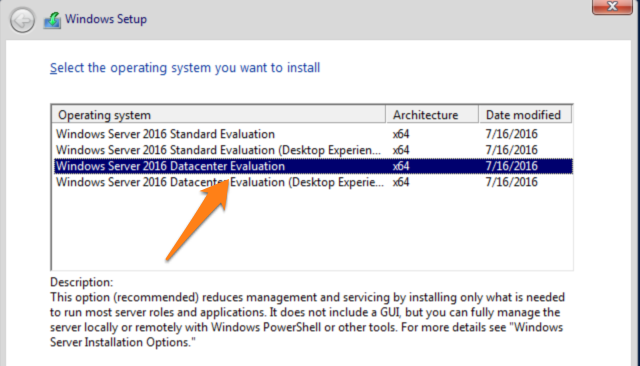 Windows Setup
Select the operating system you want to install
Operating system Architecture Date modified
Windows Server 2016 Standard Evaluation x64 7/16/2016
Windows Server 2016 Standard Evaluation (Desktop Experien... x64 7/16/2016
Windows Server 2016 Datacenter Evaluation x64 7/16/2016
Windows Server 2016 Datacenter Evaluation (Desktop Experie... x64 7/16/2016
Description:
This option (recommended) reduces management and servicing by installing only what is needed
to run most server roles and applications. It does not include a GUI, but you can fully manage the
server locally or remotely with Windows PowerShell or other tools. For more details see "Windows
Server Installation Options."